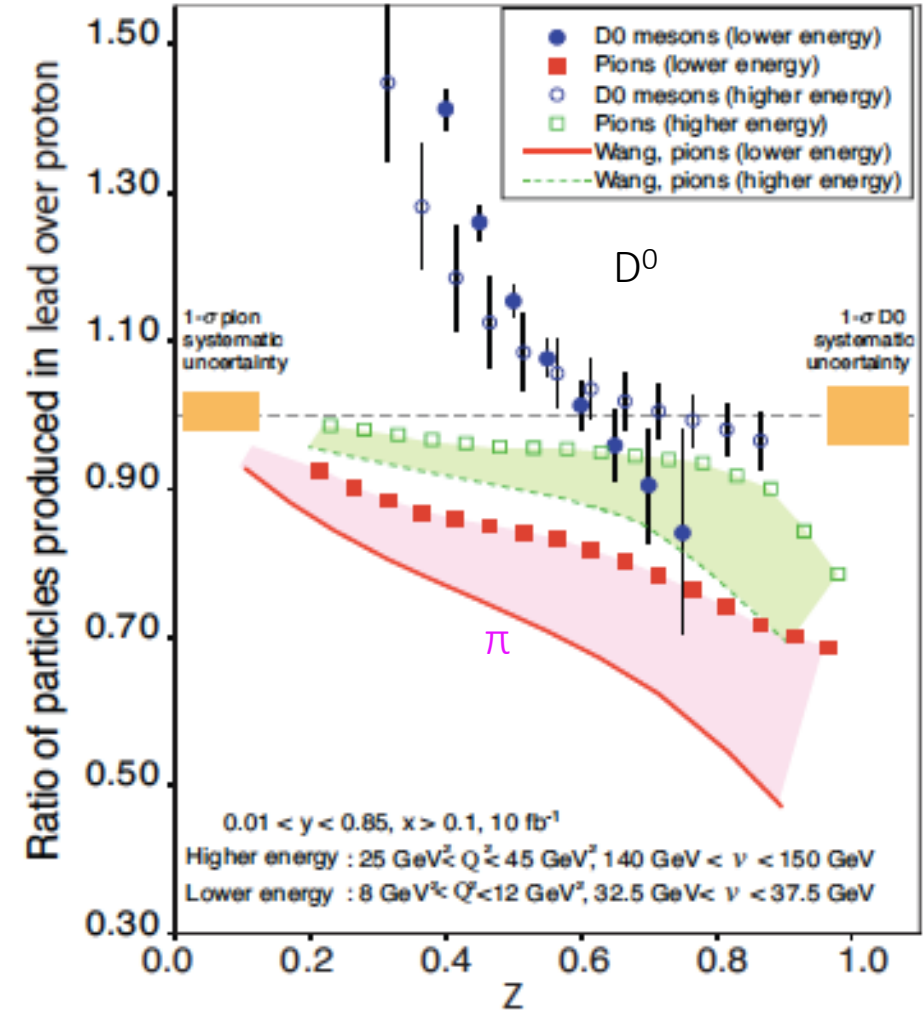 Ratio of particles produced in lead over proton
1.50
1.30
1.10
0.90
0.70
0.50
0.30
D0 mesons (lower energy)
Pions (lower energy)
D0 mesons (higher energy)
Pions (higher energy)
Wang, pions (lower energy)
Wang, pions (higher energy)
D⁰
1-σ pion
systematic
uncertainty
1-σ D0
systematic
uncertainty
π
0.01 < y < 0.85, x > 0.1, 10 fb⁻¹
Higher energy : 25 GeV²< Q²< 45 GeV², 140 GeV < ν < 150 GeV
Lower energy : 8 GeV²< Q²<12 GeV², 32.5 GeV< ν < 37.5 GeV
0.0 0.2 0.4 0.6 0.8 1.0
Z